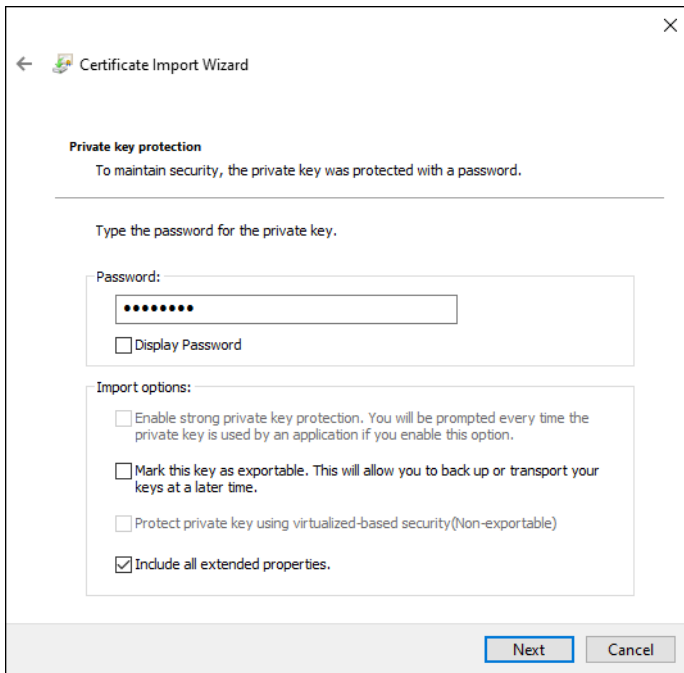 Certificate Import Wizard
Private key protection
To maintain security, the private key was protected with a password.
Type the password for the private key.
Password:
••••••••
Display Password
Import options:
Enable strong private key protection. You will be prompted every time the
private key is used by an application if you enable this option.
Mark this key as exportable. This will allow you to back up or transport your
keys at a later time.
Protect private key using virtualized-based security(Non-exportable)
Include all extended properties.
Next Cancel